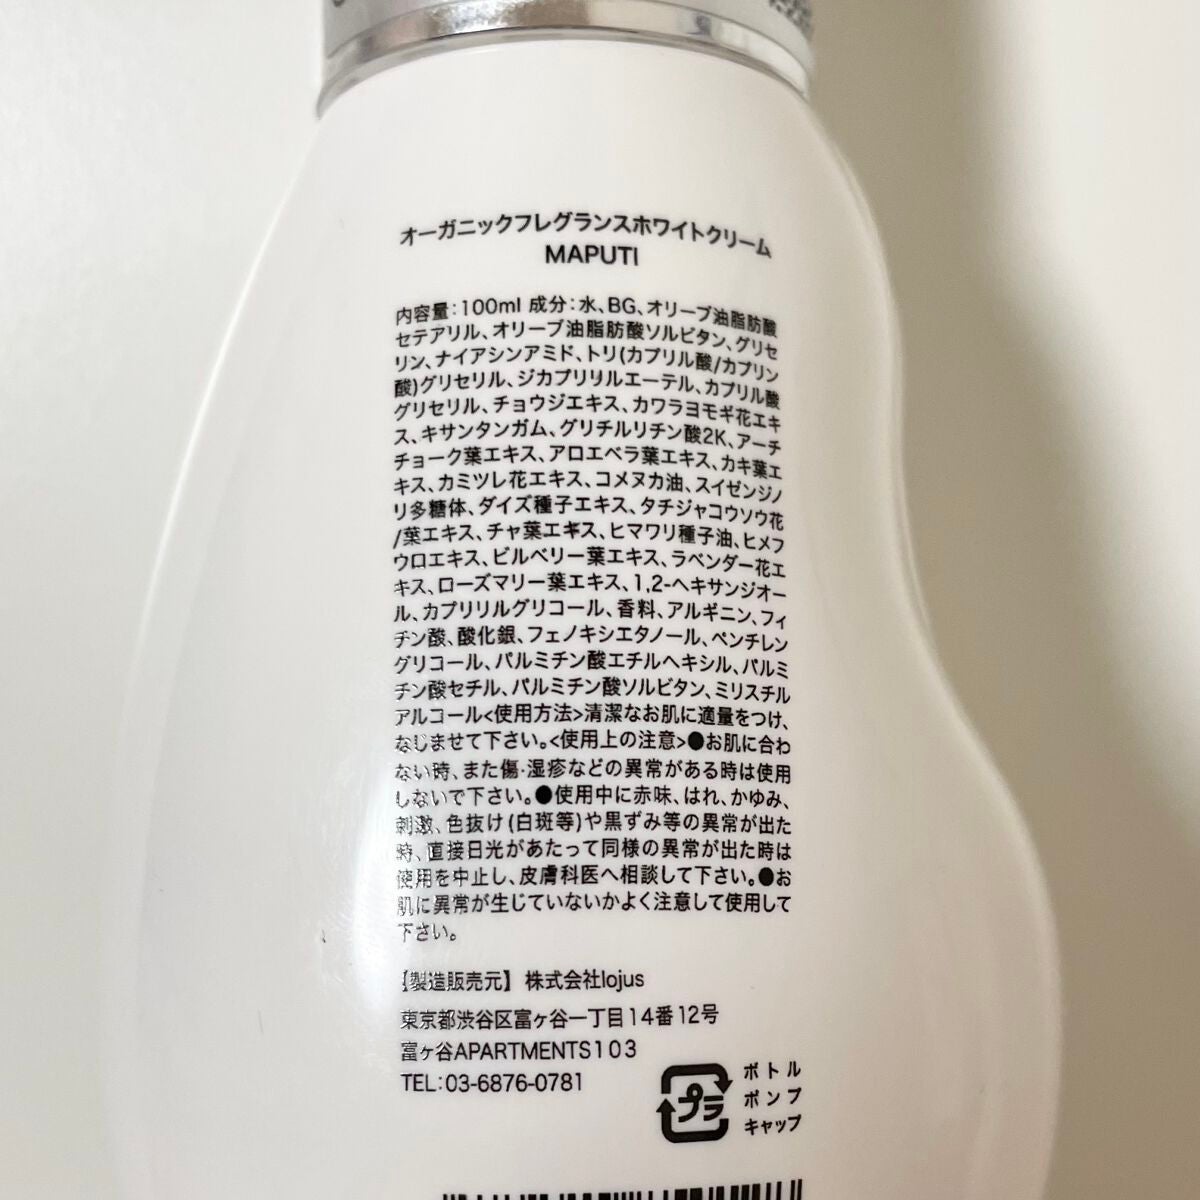 オーガニックフレグランスホワイトクリーム
MAPUTI
内容量：100ml 成分：水、BG、オリーブ油脂肪酸
セテアリル、オリーブ油脂肪酸ソルビタン、グリセ
リン、ナイアシンアミド、トリ(カプリル酸/カプリン
酸)グリセリル、ジカプリリルエーテル、カプリル酸
グリセリル、チョウジエキス、カワラヨモギ花エキ
ス、キサンタンガム、グリチルリチン酸2K、アーチ
チョーク葉エキス、アロエベラ葉エキス、カキ葉エ
キス、カミツレ花エキス、コメヌカ油、スイゼンジノ
リ多糖体、ダイズ種子エキス、タチジャコウソウ花
/葉エキス、チャ葉エキス、ヒマワリ種子油、ヒメフ
ウロエキス、ビルベリー葉エキス、ラベンダー花エ
キス、ローズマリー葉エキス、1,2-ヘキサンジオー
ル、カプリリルグリコール、香料、アルギニン、フィ
チン酸、酸化銀、フェノキシエタノール、ペンチレン
グリコール、パルミチン酸エチルヘキシル、パルミ
チン酸セチル、パルミチン酸ソルビタン、ミリスチル
アルコール<使用方法>清潔なお肌に適量をつけ、
なじませて下さい。<使用上の注意>●お肌に合わ
ない時、また傷・湿疹などの異常がある時は使用
しないで下さい。●使用中に赤味、はれ、かゆみ、
刺激、色抜け(白斑等)や黒ずみ等の異常が出た
時、直接日光があたって同様の異常が出た時は
使用を中止し、皮膚科医へ相談して下さい。●お
肌に異常が生じていないかよく注意して使用して
下さい。
【製造販売元】株式会社lojus
東京都渋谷区富ヶ谷一丁目14番12号
富ヶ谷APARTMENTS103
TEL：03-6876-0781
プラ
ボトル
ポンプ
キャップ